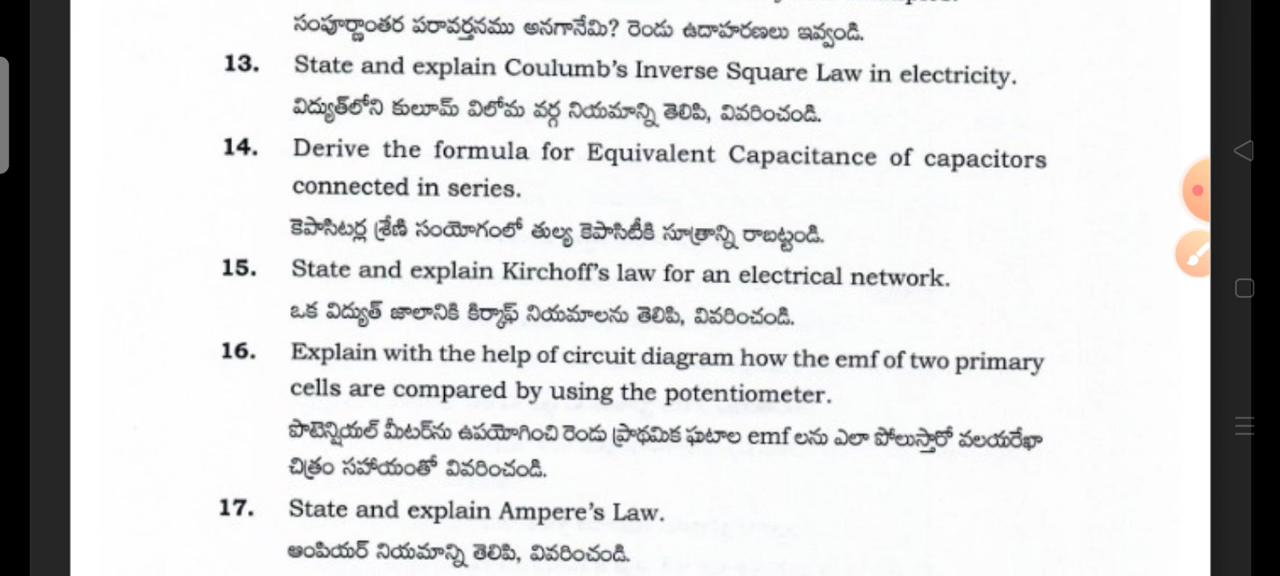 సంపూర్ణాంతర పరావర్తనము అనగానేమి? రెండు ఉదాహరణలు ఇవ్వండి.
13. State and explain Coulumb's Inverse Square Law in electricity.
విద్యుత్‌లోని కులూమ్ విలోమ వర్గ నియమాన్ని తెలిపి, వివరించండి.
14. Derive the formula for Equivalent Capacitance of capacitors
connected in series.
కెపాసిటర్ల శ్రేణి సంయోగంలో తుల్య కెపాసిటీకి సూత్రాన్ని రాబట్టండి.
15. State and explain Kirchoff's law for an electrical network.
ఒక విద్యుత్ జాలానికి కిర్కాఫ్ నియమాలను తెలిపి, వివరించండి.
16. Explain with the help of circuit diagram how the emf of two primary
cells are compared by using the potentiometer.
పొటెన్షియల్ మీటర్‌ను ఉపయోగించి రెండు ప్రాథమిక ఘటాల emf లను ఎలా పోలుస్తారో వలయరేఖా
చిత్రం సహాయంతో వివరించండి.
17. State and explain Ampere's Law.
ఆంపియర్ నియమాన్ని తెలిపి, వివరించండి.